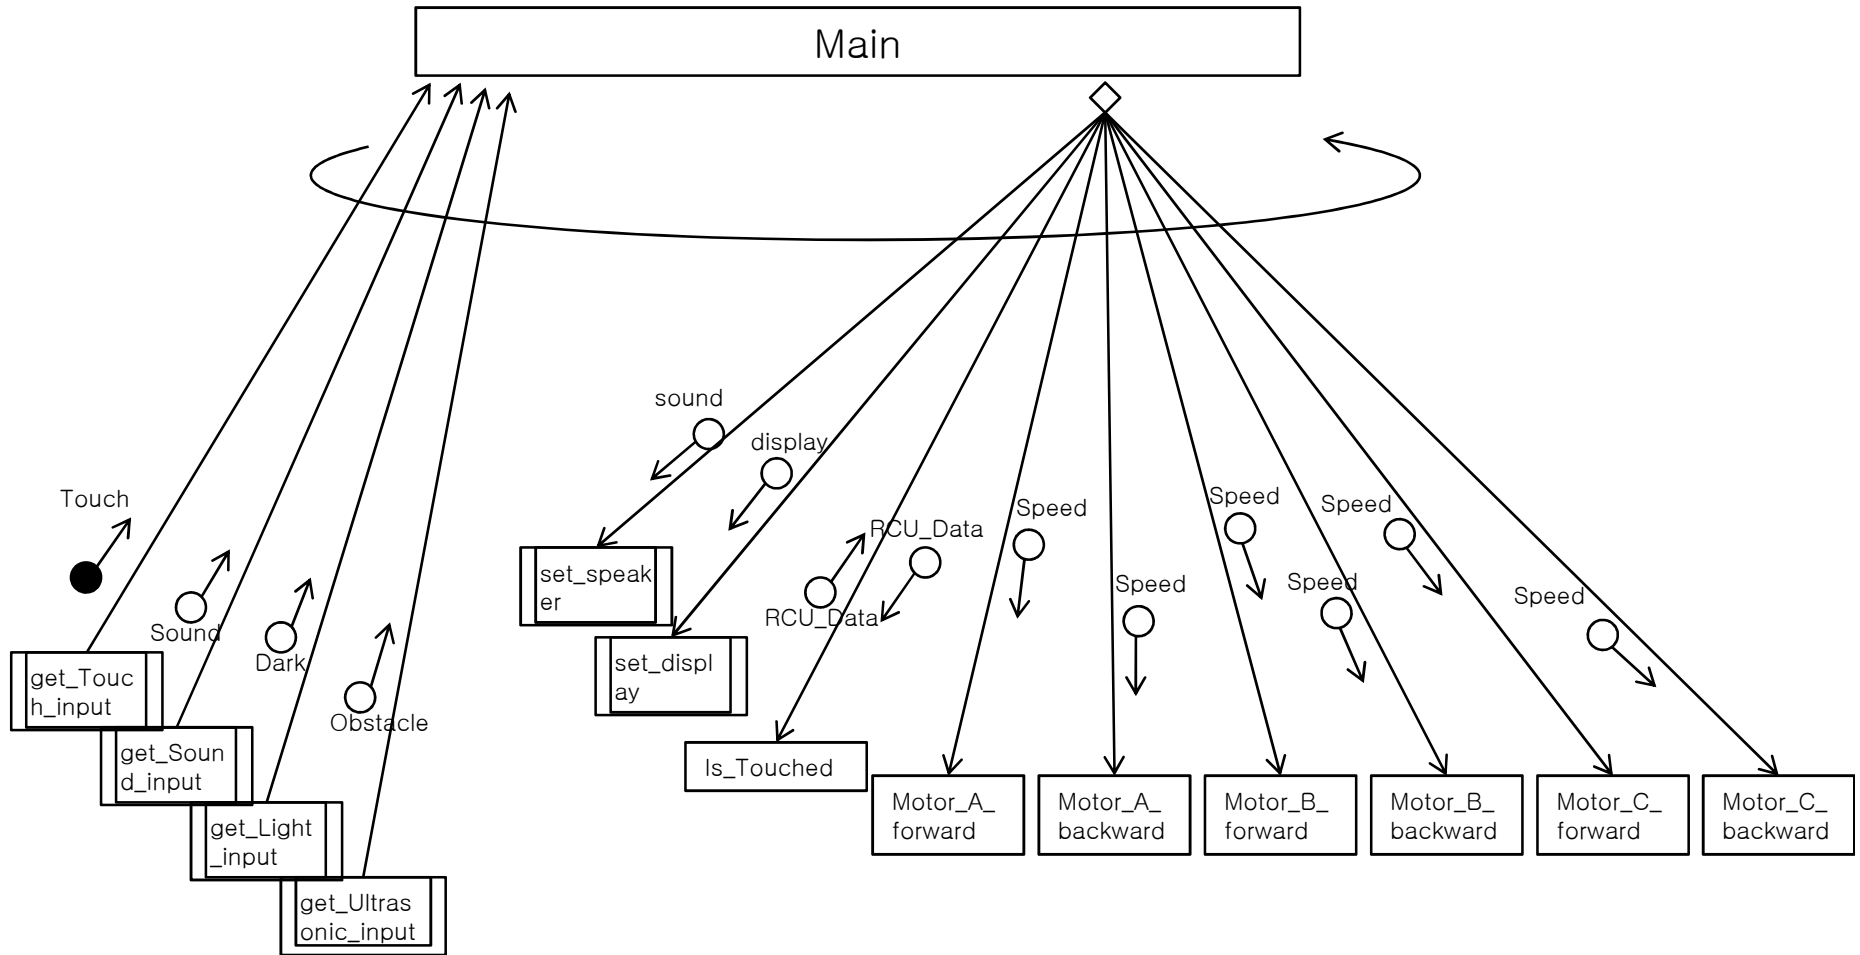 Main
sound
display
Touch
Speed
Speed
Speed
RCU_Data
Speed
Speed
Speed
RCU_Data
Sound
Dark
Obstacle
set_speak
er
set_displ
ay
get_Touc
h_input
get_Soun
d_input
get_Light
_input
get_Ultras
onic_input
Is_Touched
Motor_A_
forward
Motor_A_
backward
Motor_B_
forward
Motor_B_
backward
Motor_C_
forward
Motor_C_
backward